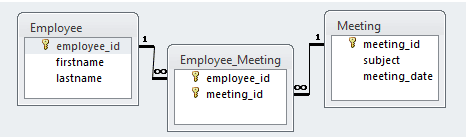 Employee
employee_id
firstname
lastname
1
∞
Employee_Meeting
employee_id
meeting_id
∞
1
Meeting
meeting_id
subject
meeting_date